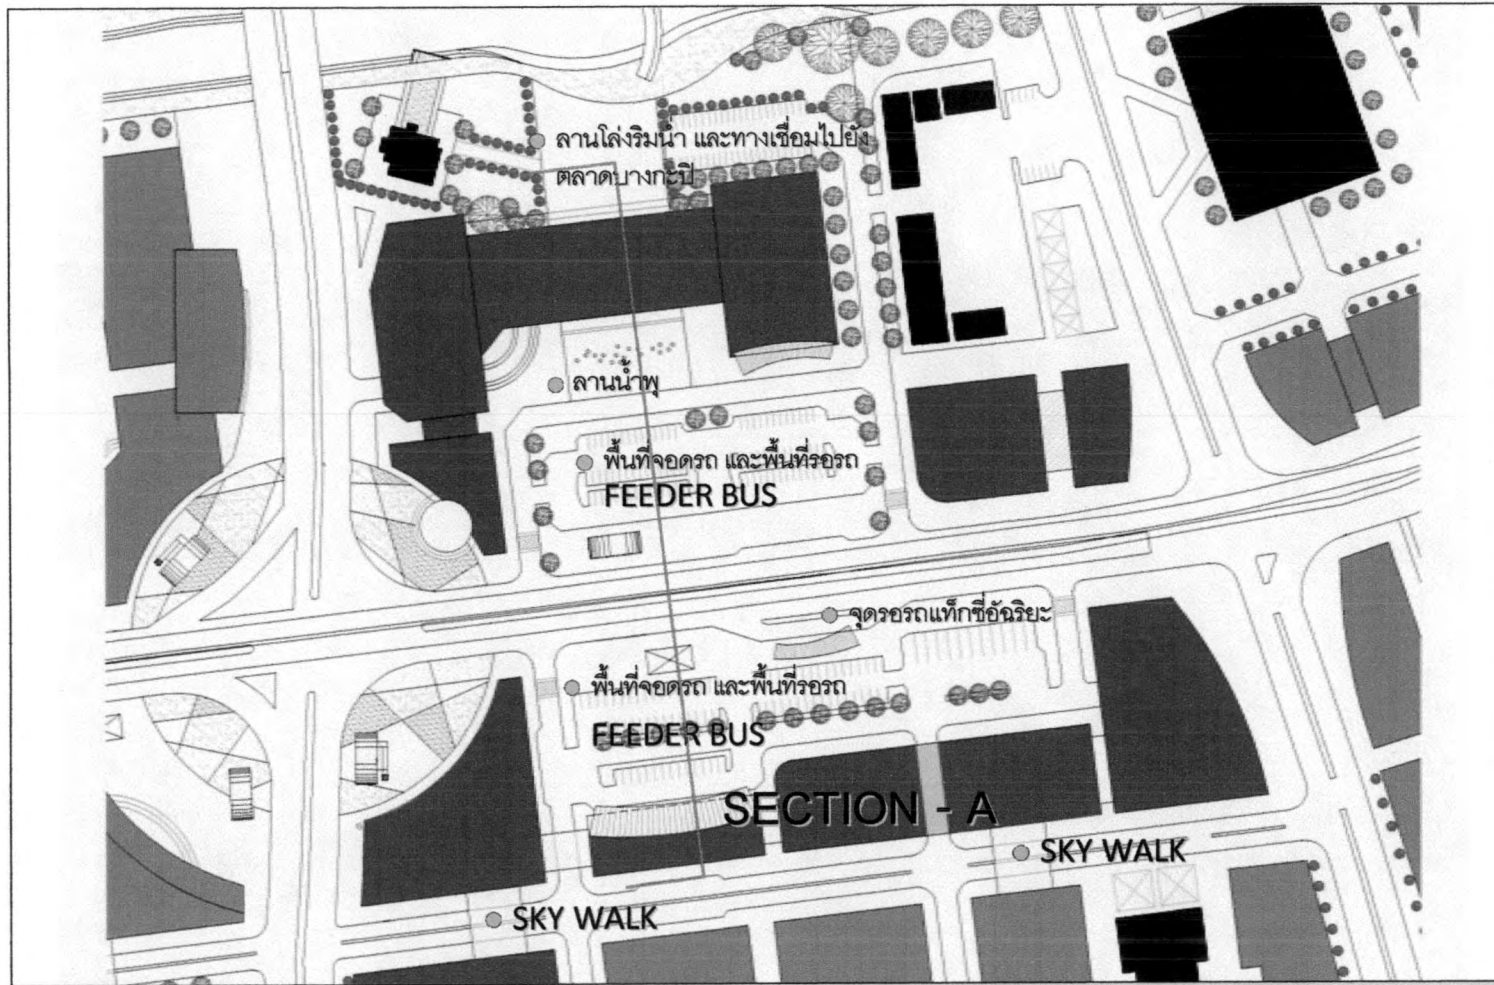 ลานโล่งริมน้ำ และทางเชื่อมไปยัง
ตลาดบางกะปิ
ลานน้ำพุ
พื้นที่จอดรถ และพื้นที่รอรถ
FEEDER BUS
จุดรอรถแท็กซี่อัฉริยะ
พื้นที่จอดรถ และพื้นที่รอรถ
FEEDER BUS
SECTION - A
SKY WALK
SKY WALK